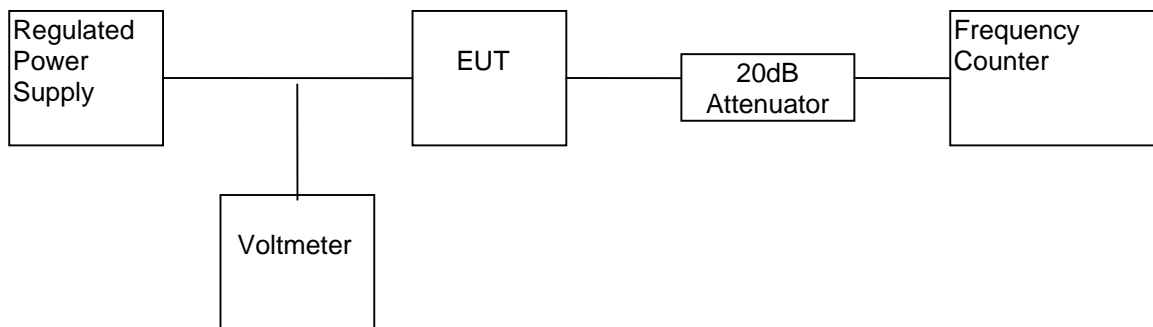 Regulated
Power
Supply
EUT
20dB
Attenuator
Frequency
Counter
Voltmeter